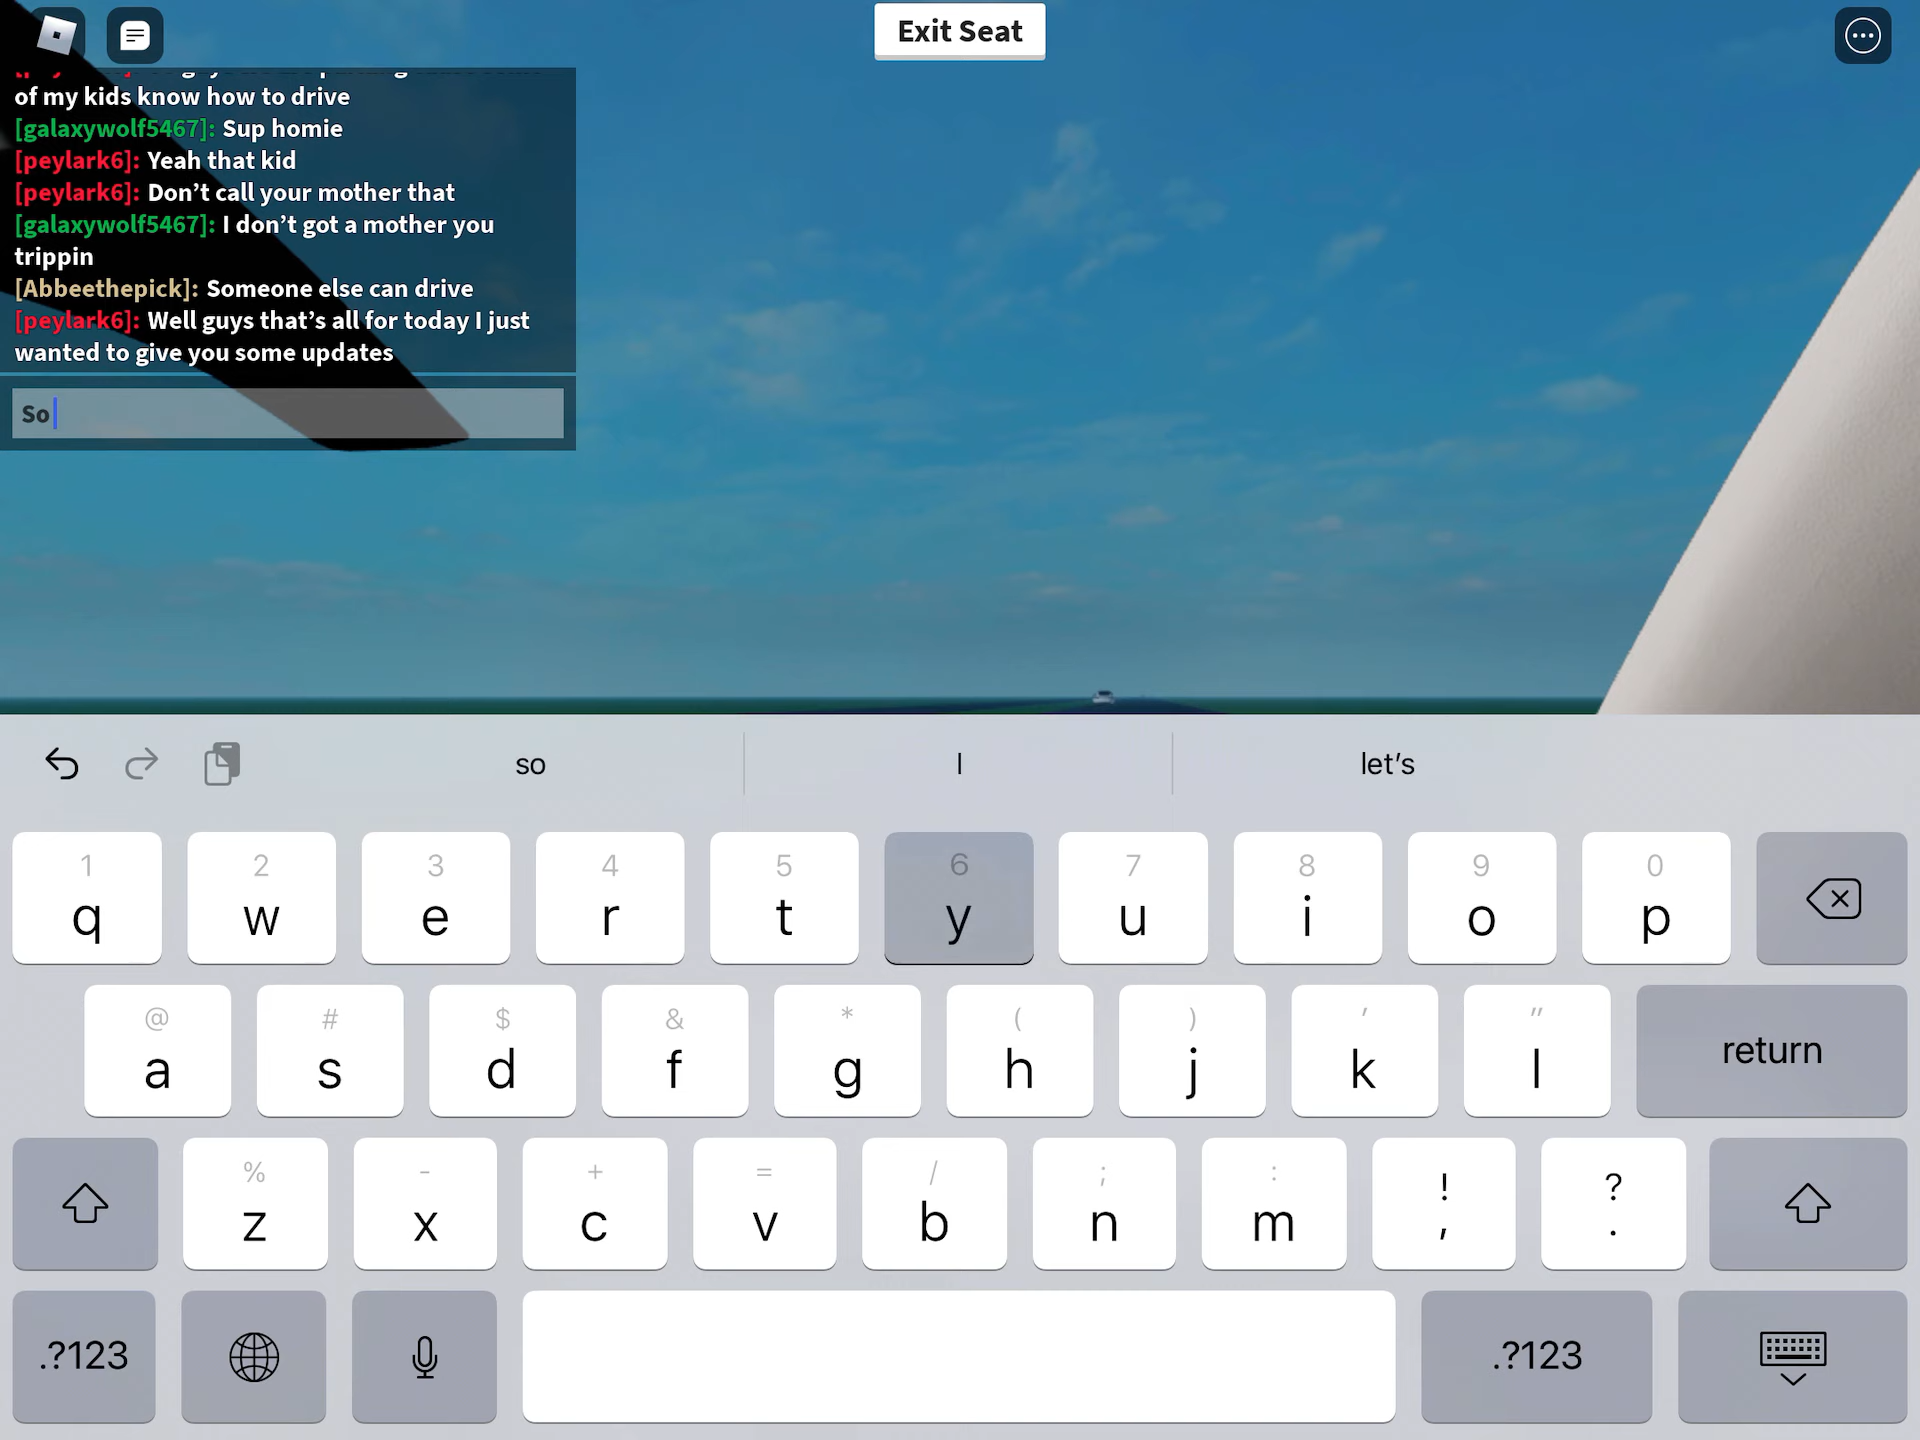 Exit Seat
of my kids know how to drive
[galaxywolf5467]: Sup homie
[peylark6]: Yeah that kid
[peylark6]: Don’t call your mother that
[galaxywolf5467]: I don’t got a mother you
trippin
[Abbeethepick]: Someone else can drive
[peylark6]: Well guys that’s all for today I just
wanted to give you some updates
So
so I let’s
1 2 3 4 5 6 7 8 9 0
q w e r t y u i o p
@ # $ & * ( ) ' "
a s d f g h j k l return
% - + = / ; : ! ?
z x c v b n m , .
.?123 .?123